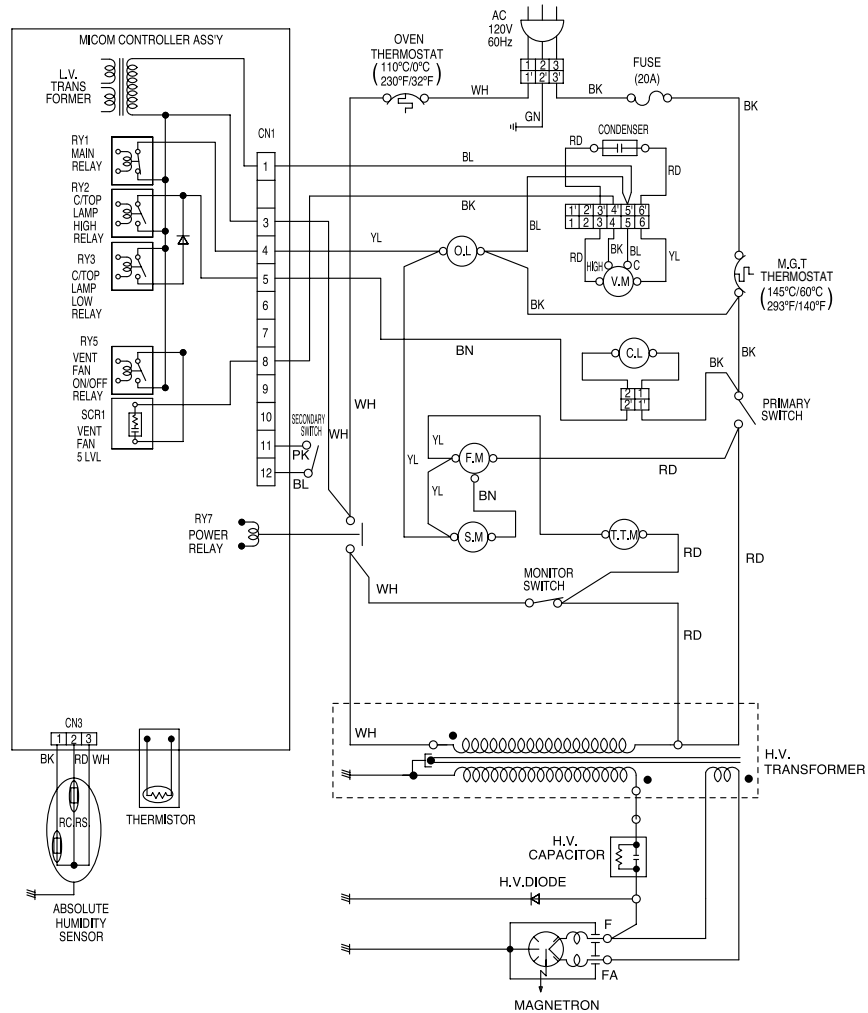 MICOM CONTROLLER ASS'Y
L.V.
TRANS
FORMER
CN1
RY1
MAIN
RELAY
RY2
C/TOP
LAMP
HIGH
RELAY
RY3
C/TOP
LAMP
LOW
RELAY
RY5
VENT
FAN
ON/OFF
RELAY
SCR1
VENT
FAN
5 LVL
1
3
4
5
6
7
8
9
10
11
12
SECONDARY
SWITCH
PK
BL
RY7
POWER
RELAY
CN3
1 2 3
BK RD WH
RC. RS.
ABSOLUTE
HUMIDITY
SENSOR
THERMISTOR
OVEN
THERMOSTAT
(110°C/0°C
230°F/32°F)
WH
AC
120V
60Hz
1 2 3
1' 2' 3'
GN
BK
FUSE
(20A)
BK
RD
CONDENSER
RD
BL
BK
BL
YL
1' 2' 3' 4' 5' 6'
1 2 3 4 5 6
RD
BK
BL
YL
HIGH
C
V.M
O.L
BK
M.G.T
THERMOSTAT
(145°C/60°C
293°F/140°F)
BN
C.L
2 1
2' 1'
BK
BK
PRIMARY
SWITCH
WH
WH
YL
YL
YL
F.M
BN
S.M
RD
T.T.M
RD
RD
MONITOR
SWITCH
WH
RD
WH
H.V.
TRANSFORMER
H.V.
CAPACITOR
H.V.DIODE
F
FA
MAGNETRON